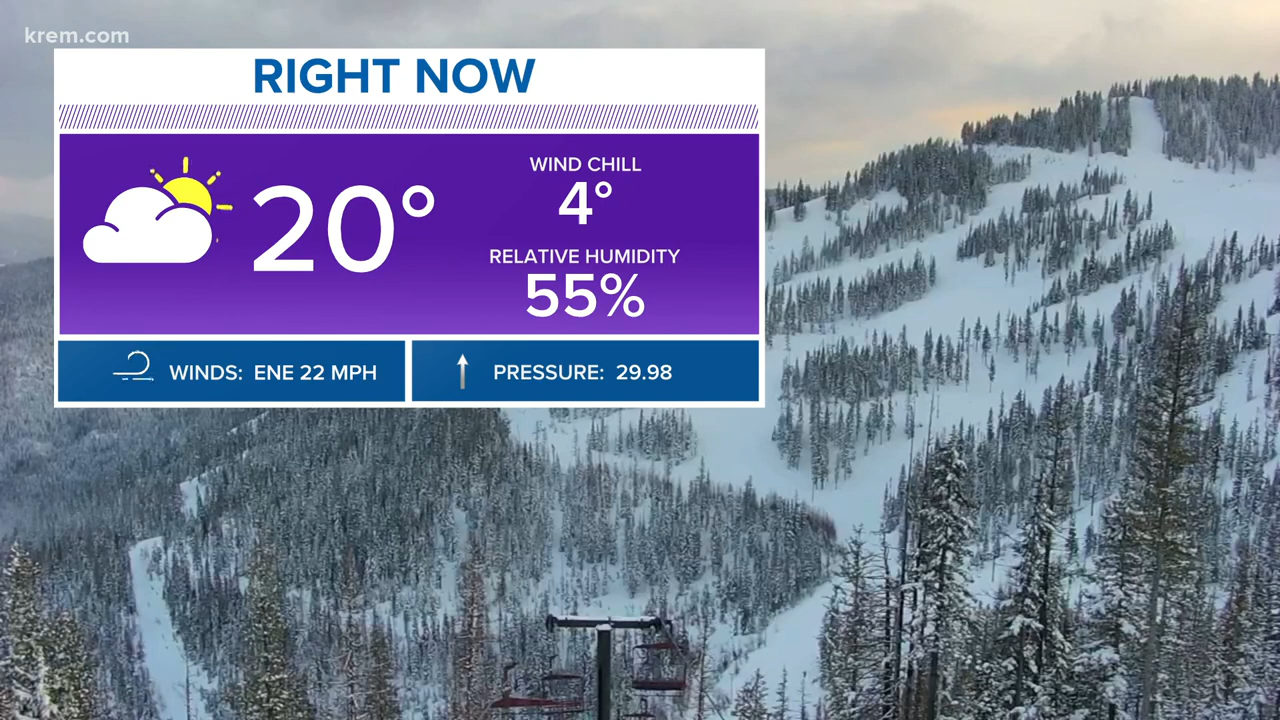 krem.com
RIGHT NOW
20°
WIND CHILL
4°
RELATIVE HUMIDITY
55%
WINDS: ENE 22 MPH
PRESSURE: 29.98